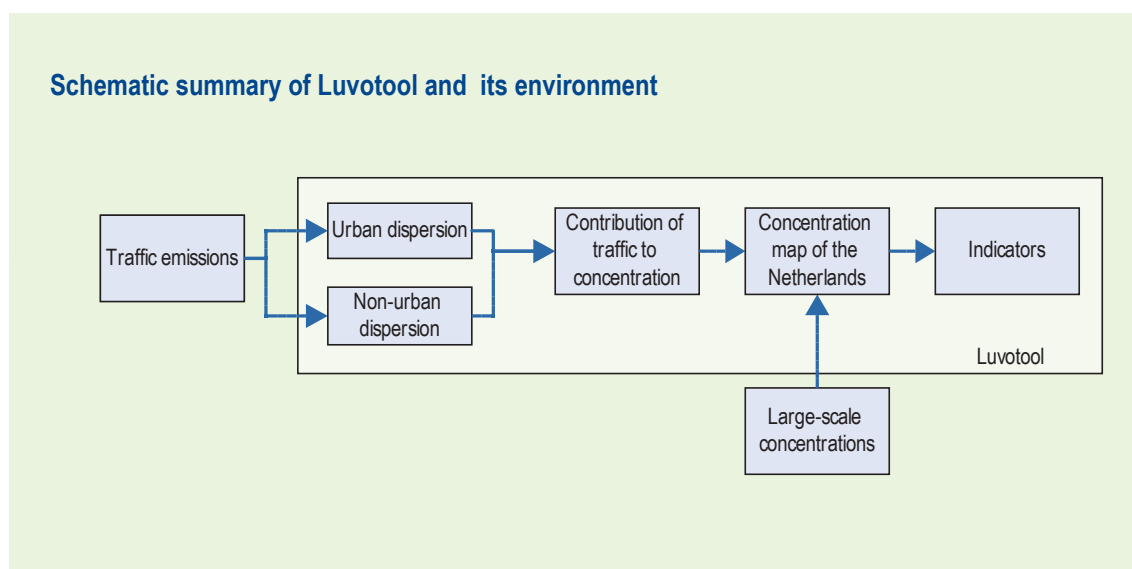 Schematic summary of Luvotool and its environment
Traffic emissions
Urban dispersion
Non-urban
dispersion
Contribution of
traffic to
concentration
Concentration
map of the
Netherlands
Indicators
Luvotool
Large-scale
concentrations